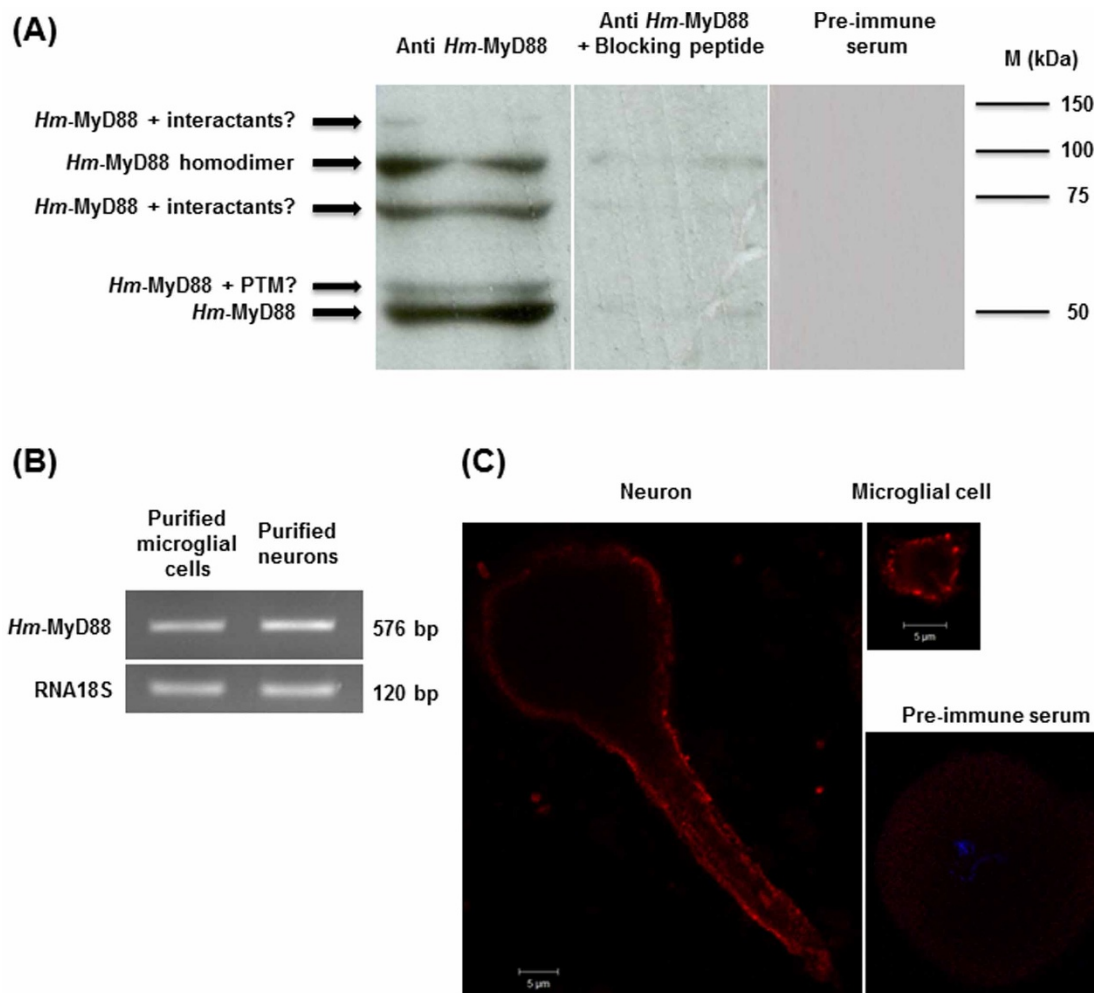 (A)
Anti Hm-MyD88
Anti Hm-MyD88
+ Blocking peptide
Pre-immune
serum
M (kDa)
Hm-MyD88 + interactants?
Hm-MyD88 homodimer
Hm-MyD88 + interactants?
Hm-MyD88 + PTM?
Hm-MyD88
150
100
75
50
(B)
Purified
microglial
cells
Purified
neurons
Hm-MyD88
576 bp
RNA18S
120 bp
(C)
Neuron
Microglial cell
5 µm
Pre-immune serum
5 µm